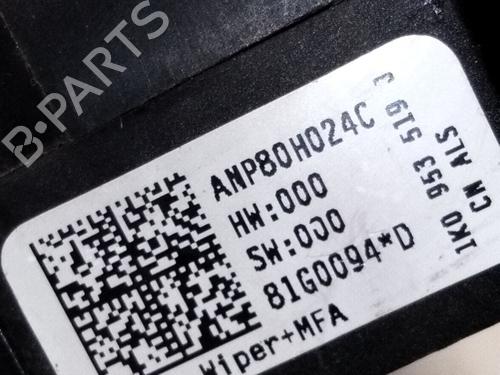 B-PARTS
ANP80H024C
HW:000
SW:000
81G0094*D
Wiper+MFA
1K0 953 519
CN ALS